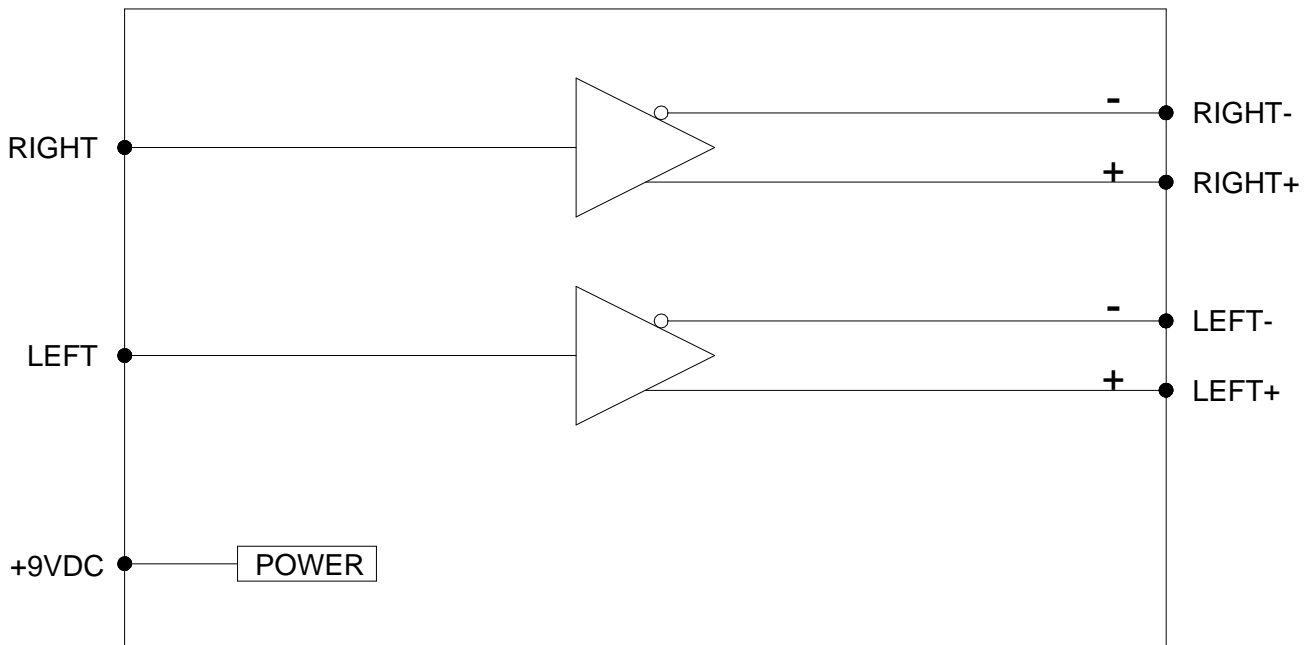 -
RIGHT-
RIGHT
+
RIGHT+
-
LEFT-
LEFT
+
LEFT+
+9VDC
POWER